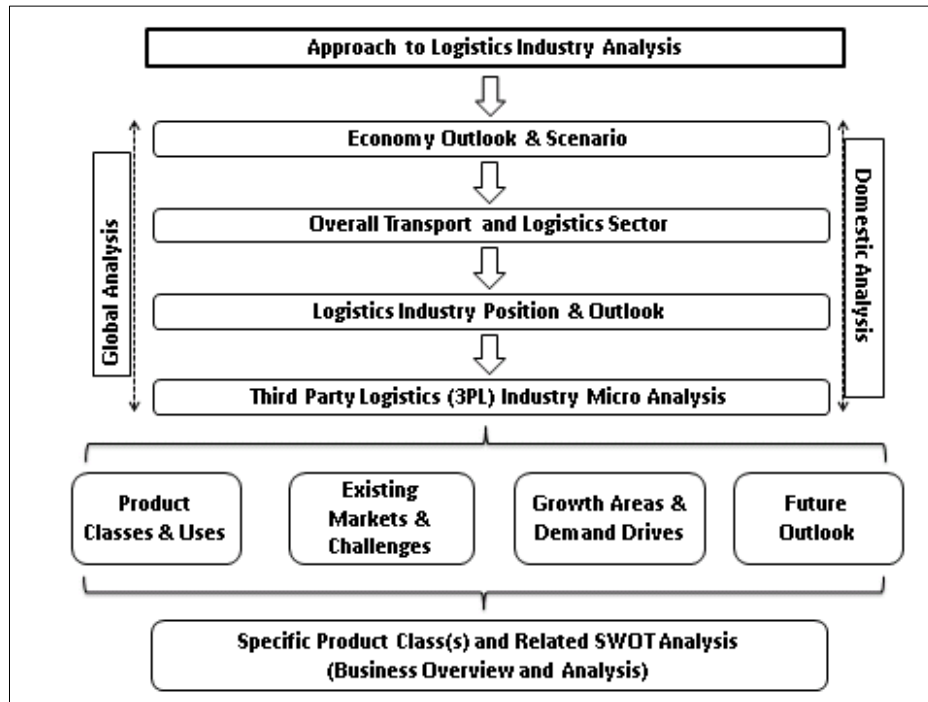 Approach to Logistics Industry Analysis
Economy Outlook & Scenario
Global Analysis
Domestic Analysis
Overall Transport and Logistics Sector
Logistics Industry Position & Outlook
Third Party Logistics (3PL) Industry Micro Analysis
Product
Classes & Uses
Existing
Markets &
Challenges
Growth Areas &
Demand Drives
Future
Outlook
Specific Product Class(s) and Related SWOT Analysis
(Business Overview and Analysis)